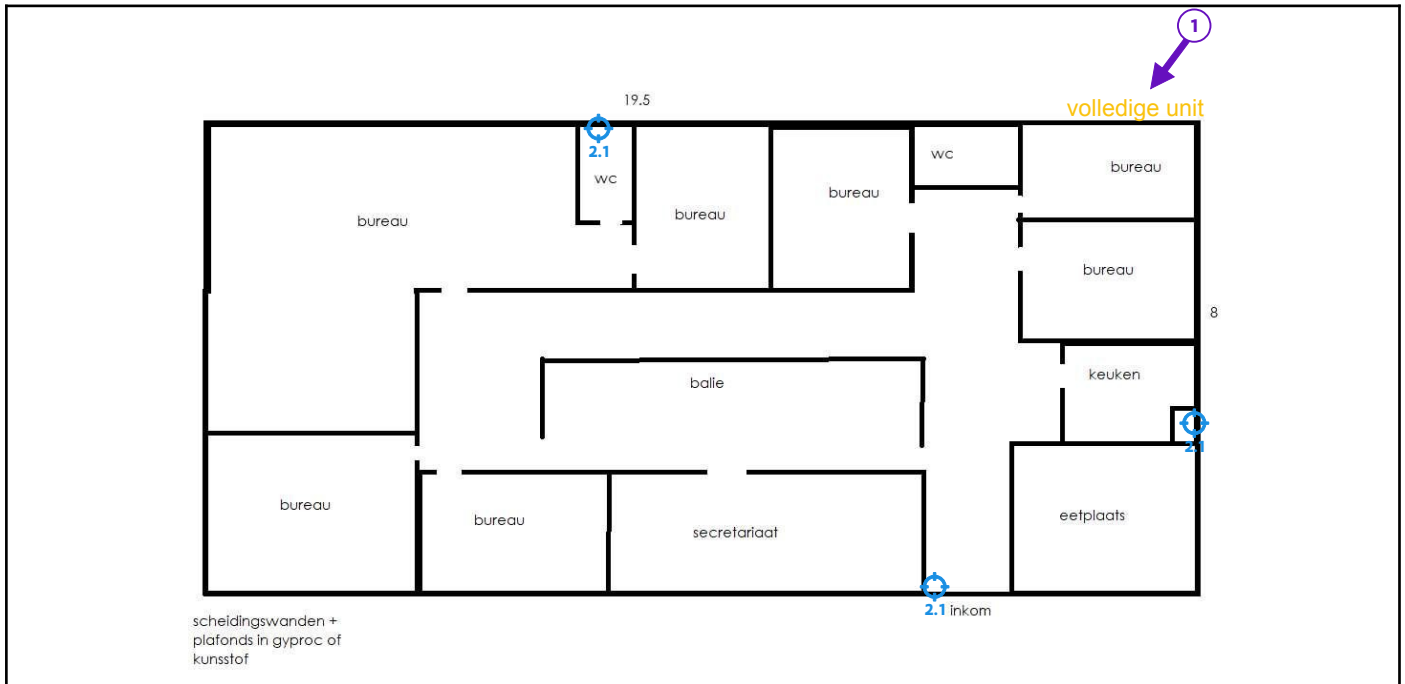 1
volledige unit
19.5
2.1
wc
wc
bureau
bureau
bureau
bureau
bureau
8
balie
keuken
2.1
bureau
bureau
secretariaat
eetplaats
2.1 inkom
scheidingswanden +
plafonds in gyproc of
kunsstof